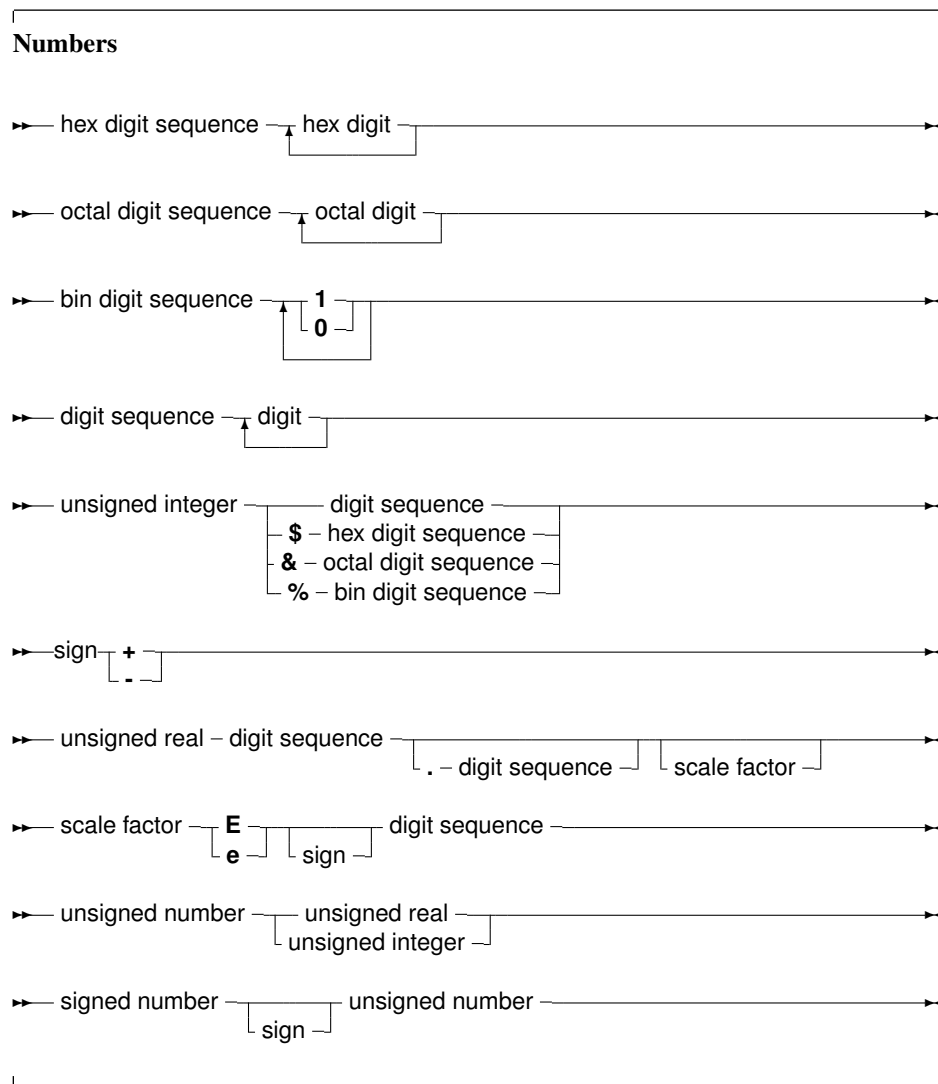 Numbers
hex digit sequence hex digit
octal digit sequence octal digit
bin digit sequence 1
0
digit sequence digit
unsigned integer digit sequence
$ hex digit sequence
& octal digit sequence
% bin digit sequence
sign +
-
unsigned real digit sequence
. digit sequence scale factor
scale factor E digit sequence
e sign
unsigned number unsigned real
unsigned integer
signed number unsigned number
sign